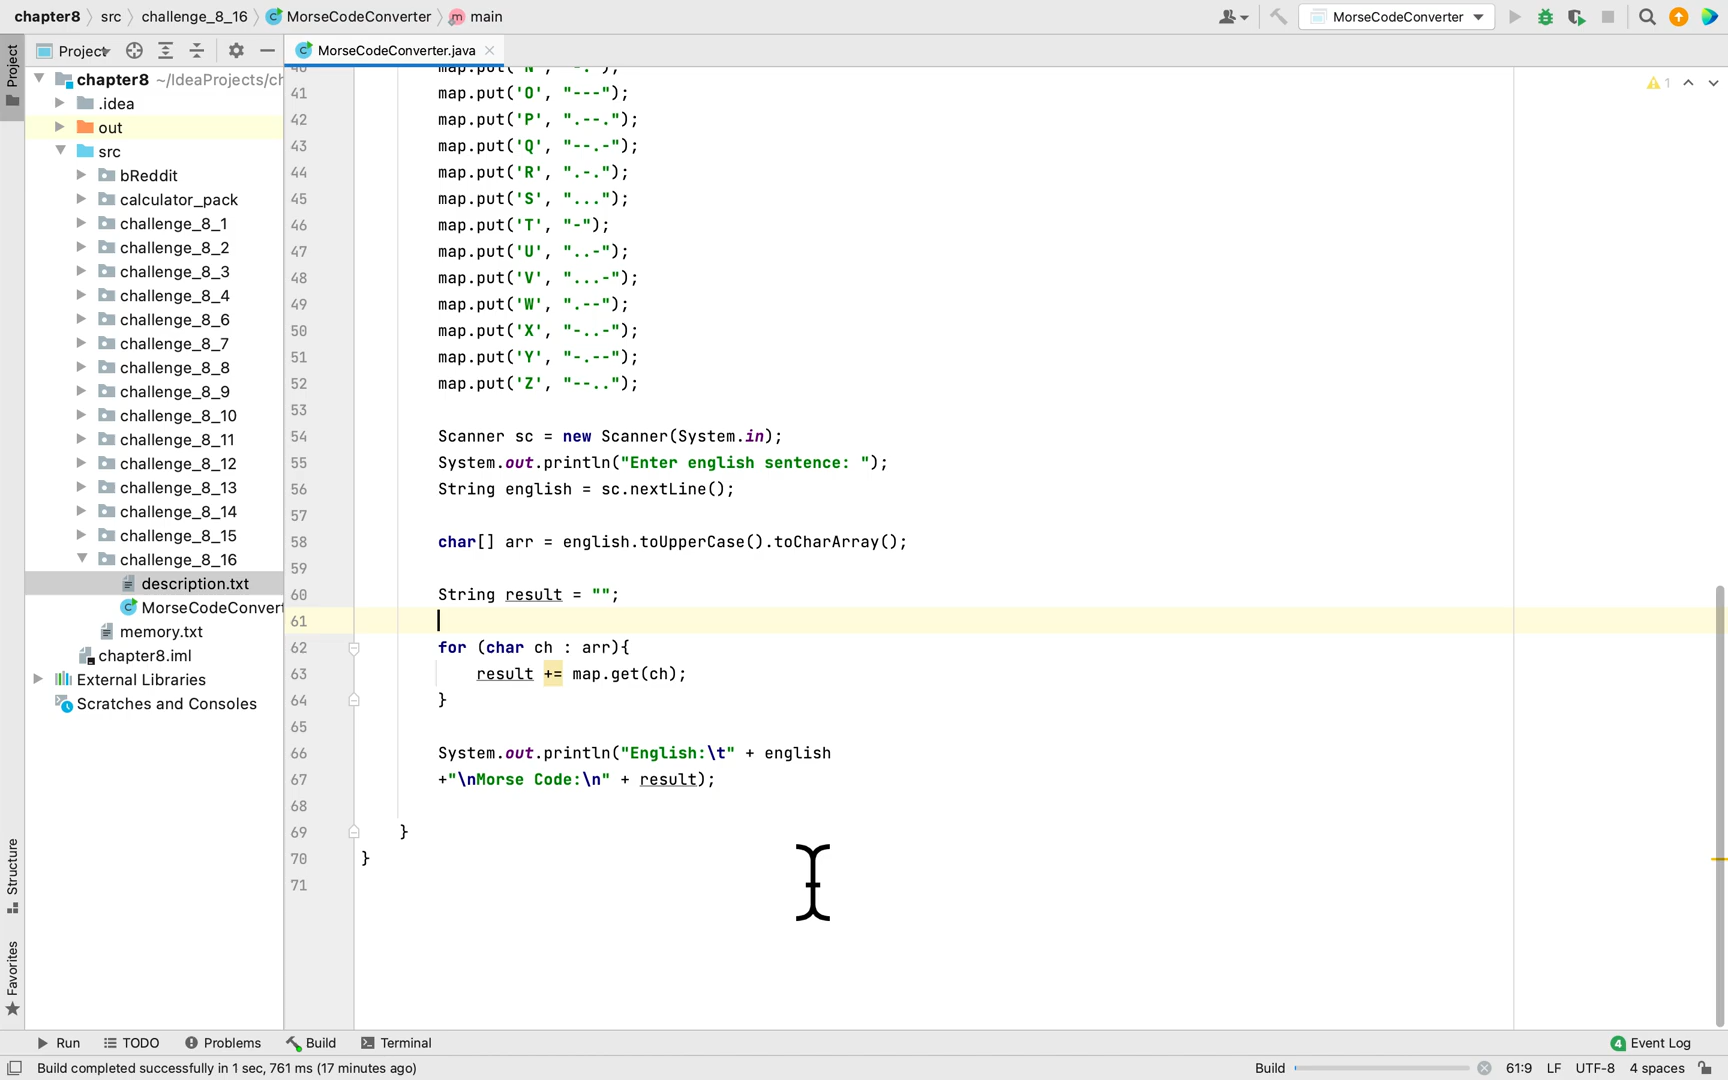 chapter8 src challenge_8_16 MorseCodeConverter main
MorseCodeConverter
Project
MorseCodeConverter.java
Project
chapter8 ~/IdeaProjects/ch
.idea
out
src
bReddit
calculator_pack
challenge_8_1
challenge_8_2
challenge_8_3
challenge_8_4
challenge_8_6
challenge_8_7
challenge_8_8
challenge_8_9
challenge_8_10
challenge_8_11
challenge_8_12
challenge_8_13
challenge_8_14
challenge_8_15
challenge_8_16
description.txt
MorseCodeConvert
memory.txt
chapter8.iml
External Libraries
Scratches and Consoles
Structure
Favorites
1
40 map.put('N', "-.");
41 map.put('O', "---");
42 map.put('P', ".--.");
43 map.put('Q', "--.-");
44 map.put('R', ".-.");
45 map.put('S', "...");
46 map.put('T', "-");
47 map.put('U', "..-");
48 map.put('V', "...-");
49 map.put('W', ".--");
50 map.put('X', "-..-");
51 map.put('Y', "-.--");
52 map.put('Z', "--..");
53
54 Scanner sc = new Scanner(System.in);
55 System.out.println("Enter english sentence: ");
56 String english = sc.nextLine();
57
58 char[] arr = english.toUpperCase().toCharArray();
59
60 String result = "";
61
62 for (char ch : arr){
63 result += map.get(ch);
64 }
65
66 System.out.println("English:\t" + english
67 +"\nMorse Code:\n" + result);
68
69 }
70 }
71
Run TODO Problems Build Terminal 4 Event Log
Build completed successfully in 1 sec, 761 ms (17 minutes ago) Build 61:9 LF UTF-8 4 spaces